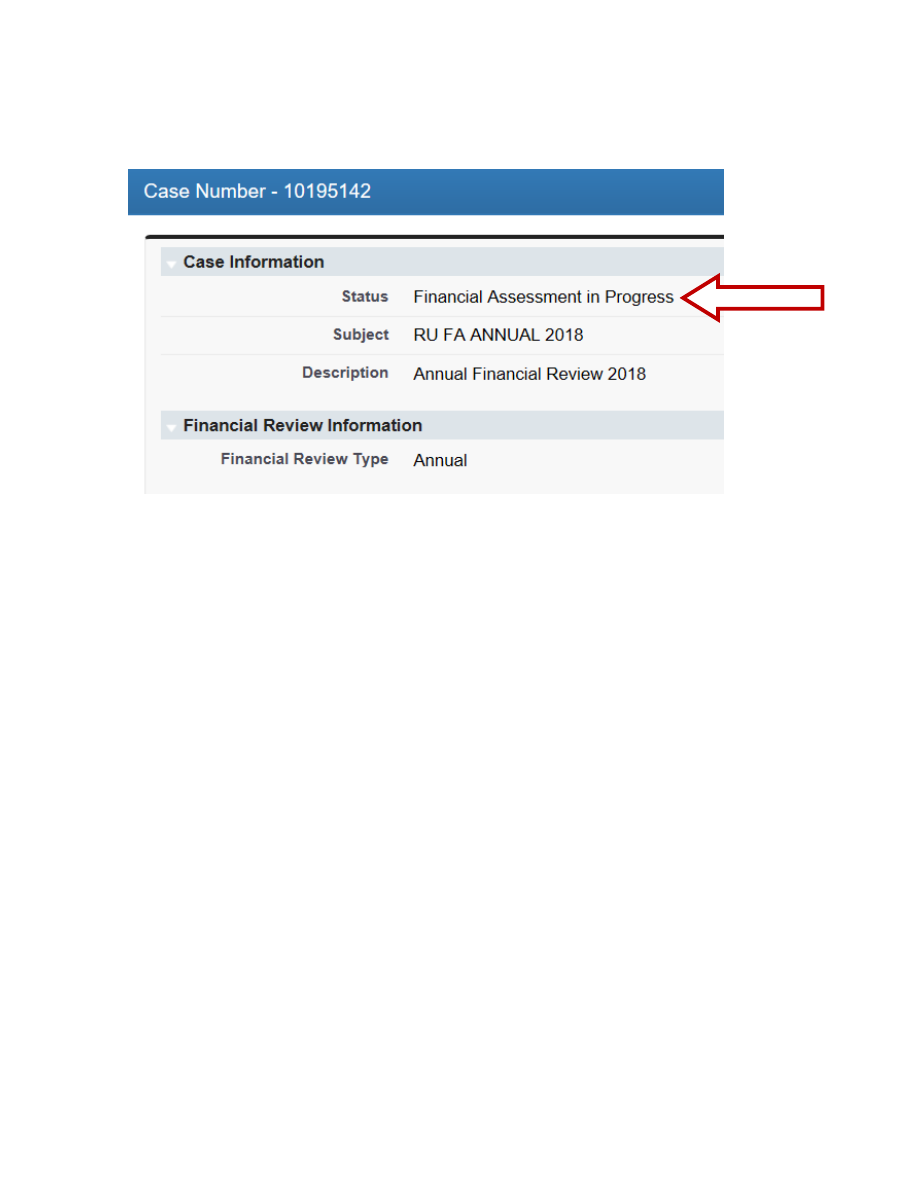 Case Number - 10195142
Case Information
Status Financial Assessment in Progress
Subject RU FA ANNUAL 2018
Description Annual Financial Review 2018
Financial Review Information
Financial Review Type Annual